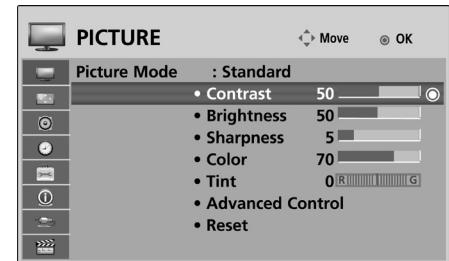 PICTURE Move OK
Picture Mode : Standard
• Contrast 50
• Brightness 50
• Sharpness 5
• Color 70
• Tint 0 R G
• Advanced Control
• Reset